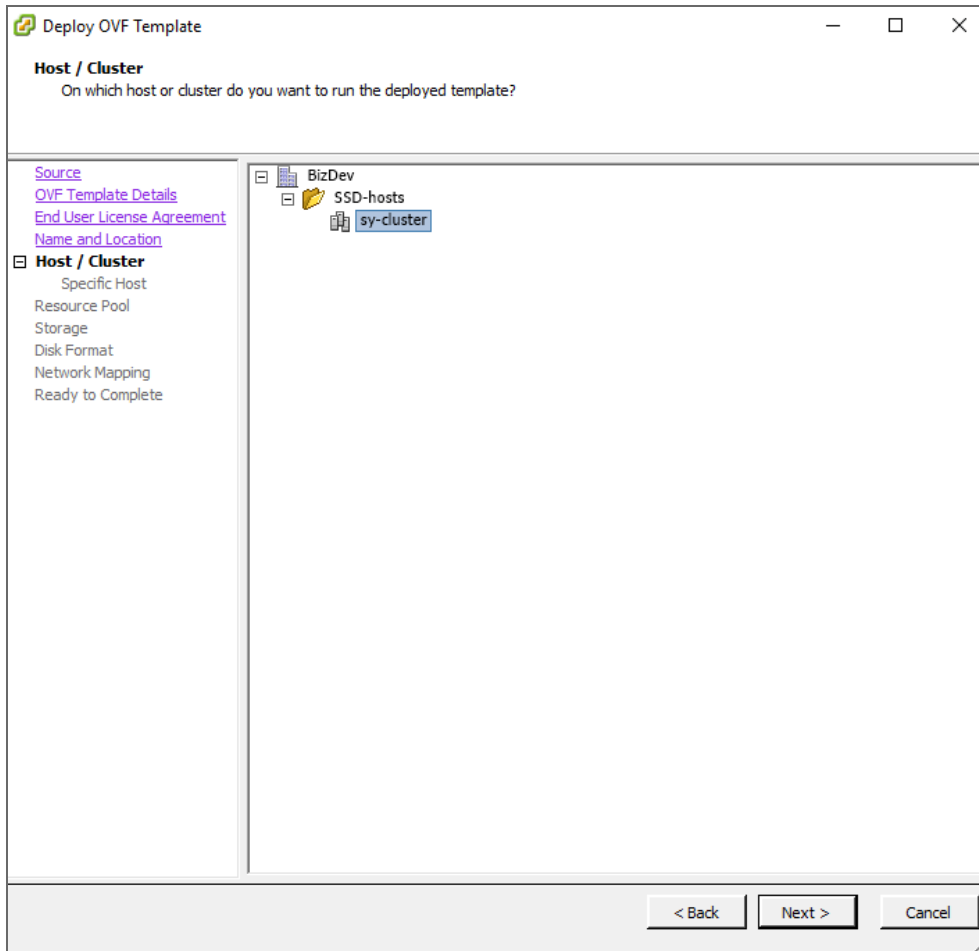 Deploy OVF Template
Host / Cluster
On which host or cluster do you want to run the deployed template?
Source
OVF Template Details
End User License Agreement
Name and Location
Host / Cluster
Specific Host
Resource Pool
Storage
Disk Format
Network Mapping
Ready to Complete
BizDev
SSD-hosts
sy-cluster
< Back
Next >
Cancel